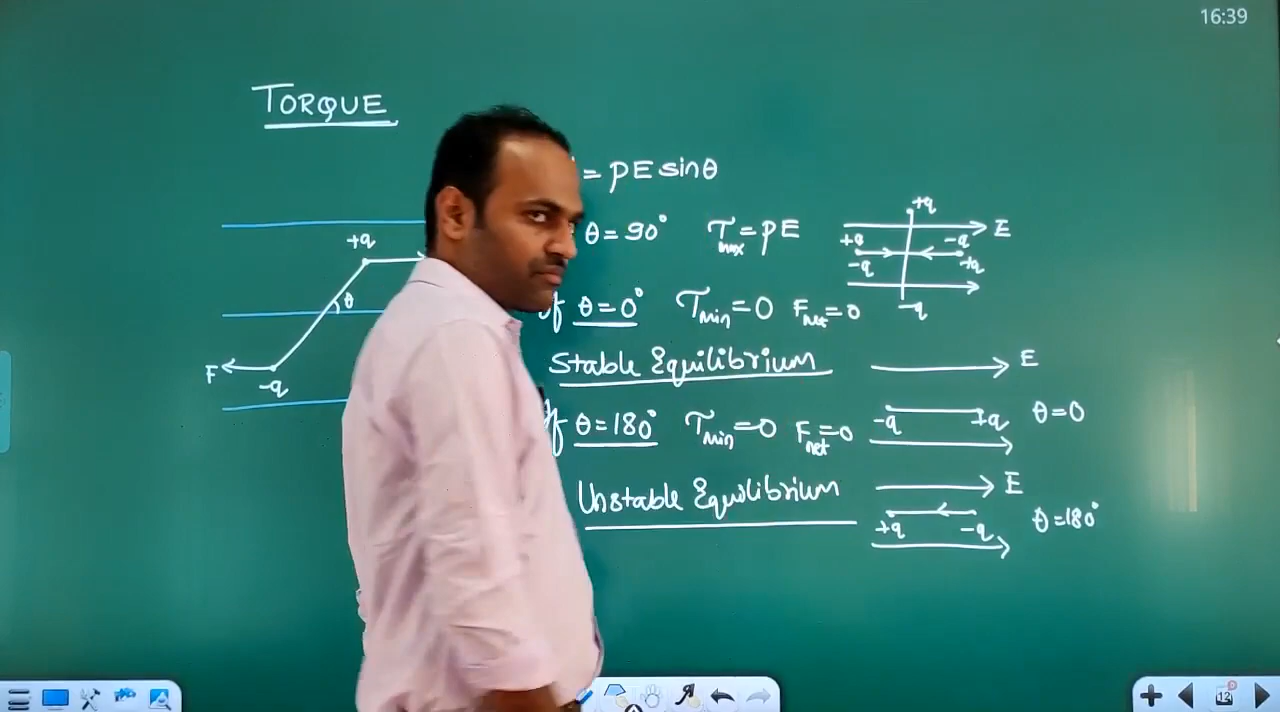 16:39
TORQUE
= pE sinθ
θ = 90° τmax = pE
+q
E
+q
-q
-q
+q
-q
+q
θ
F
-q
If θ = 0° τmin = 0 Fnet = 0
Stable Equilibrium
E
If θ = 180° τmin = 0 Fnet = 0
-q +q θ = 0
Unstable Equilibrium
E
+q -q θ = 180°
12